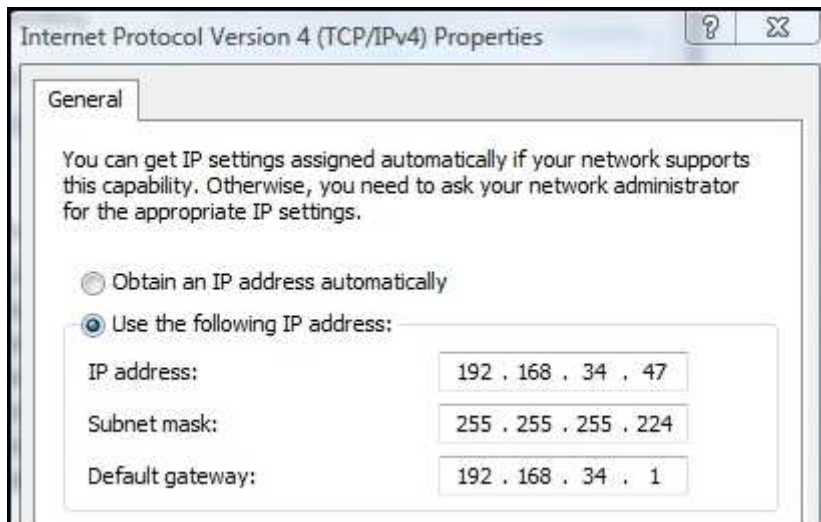 Internet Protocol Version 4 (TCP/IPv4) Properties
General
You can get IP settings assigned automatically if your network supports
this capability. Otherwise, you need to ask your network administrator
for the appropriate IP settings.
Obtain an IP address automatically
Use the following IP address:
IP address: 192 . 168 . 34 . 47
Subnet mask: 255 . 255 . 255 . 224
Default gateway: 192 . 168 . 34 . 1